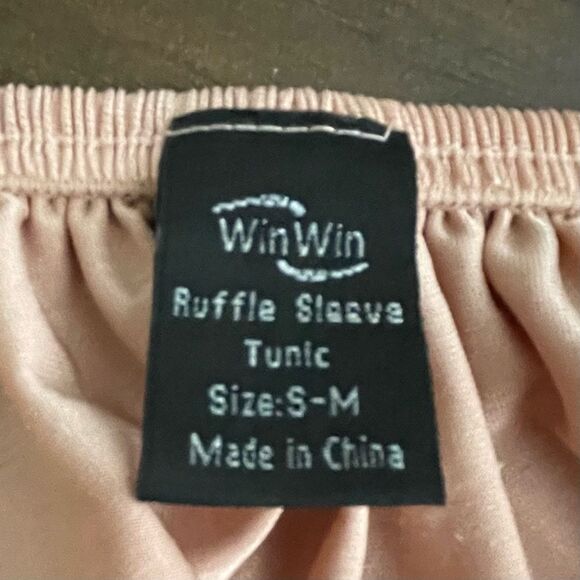 WinWin
Ruffle Sleeve
Tunic
Size:S-M
Made in China